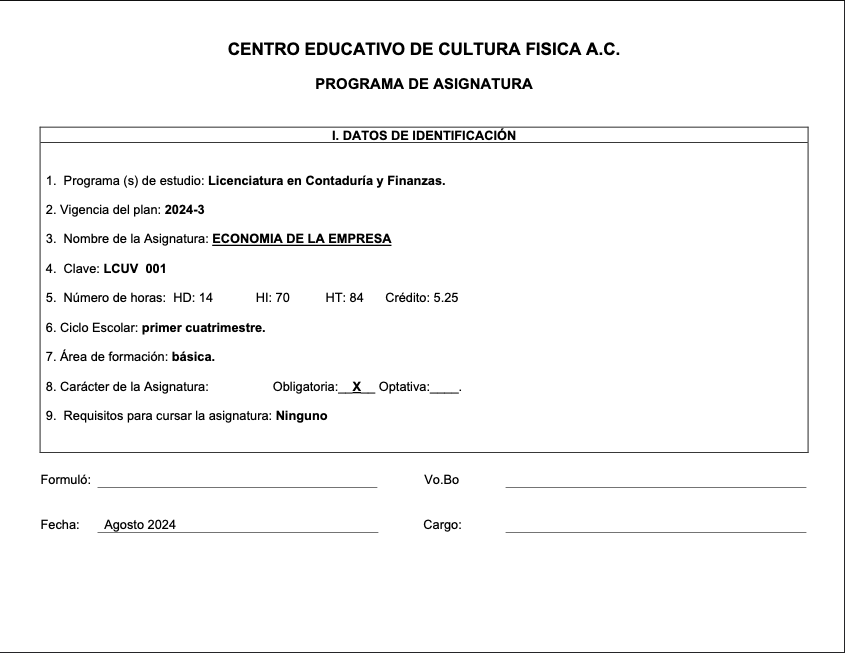 CENTRO EDUCATIVO DE CULTURA FISICA A.C.
PROGRAMA DE ASIGNATURA
I. DATOS DE IDENTIFICACIÓN
1. Programa (s) de estudio: Licenciatura en Contaduría y Finanzas.
2. Vigencia del plan: 2024-3
3. Nombre de la Asignatura: ECONOMIA DE LA EMPRESA
4. Clave: LCUV 001
5. Número de horas: HD: 14 HI: 70 HT: 84 Crédito: 5.25
6. Ciclo Escolar: primer cuatrimestre.
7. Área de formación: básica.
8. Carácter de la Asignatura: Obligatoria:__X__ Optativa:____.
9. Requisitos para cursar la asignatura: Ninguno
Formuló: Vo.Bo
Fecha: Agosto 2024 Cargo: